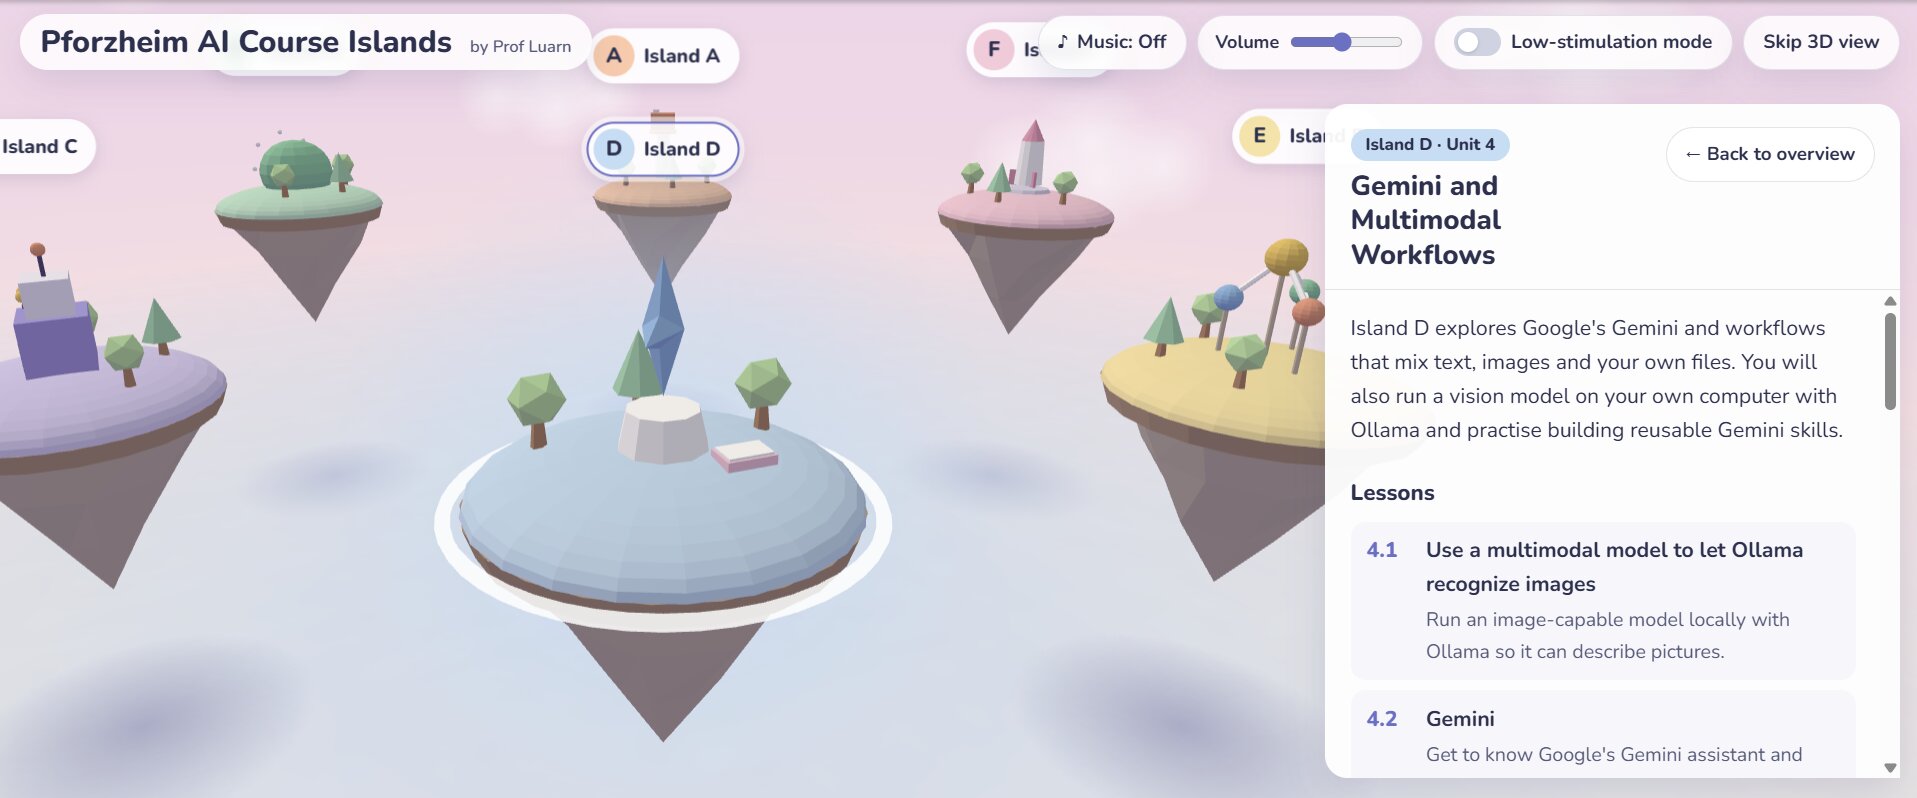 Pforzheim AI Course Islands by Prof Luarn
A Island A
F Is
♪ Music: Off
Volume
Low-stimulation mode
Skip 3D view
Island C
D Island D
E Island
Island D · Unit 4
← Back to overview
Gemini and
Multimodal
Workflows
Island D explores Google's Gemini and workflows
that mix text, images and your own files. You will
also run a vision model on your own computer with
Ollama and practise building reusable Gemini skills.
Lessons
4.1 Use a multimodal model to let Ollama
recognize images
Run an image-capable model locally with
Ollama so it can describe pictures.
4.2 Gemini
Get to know Google's Gemini assistant and